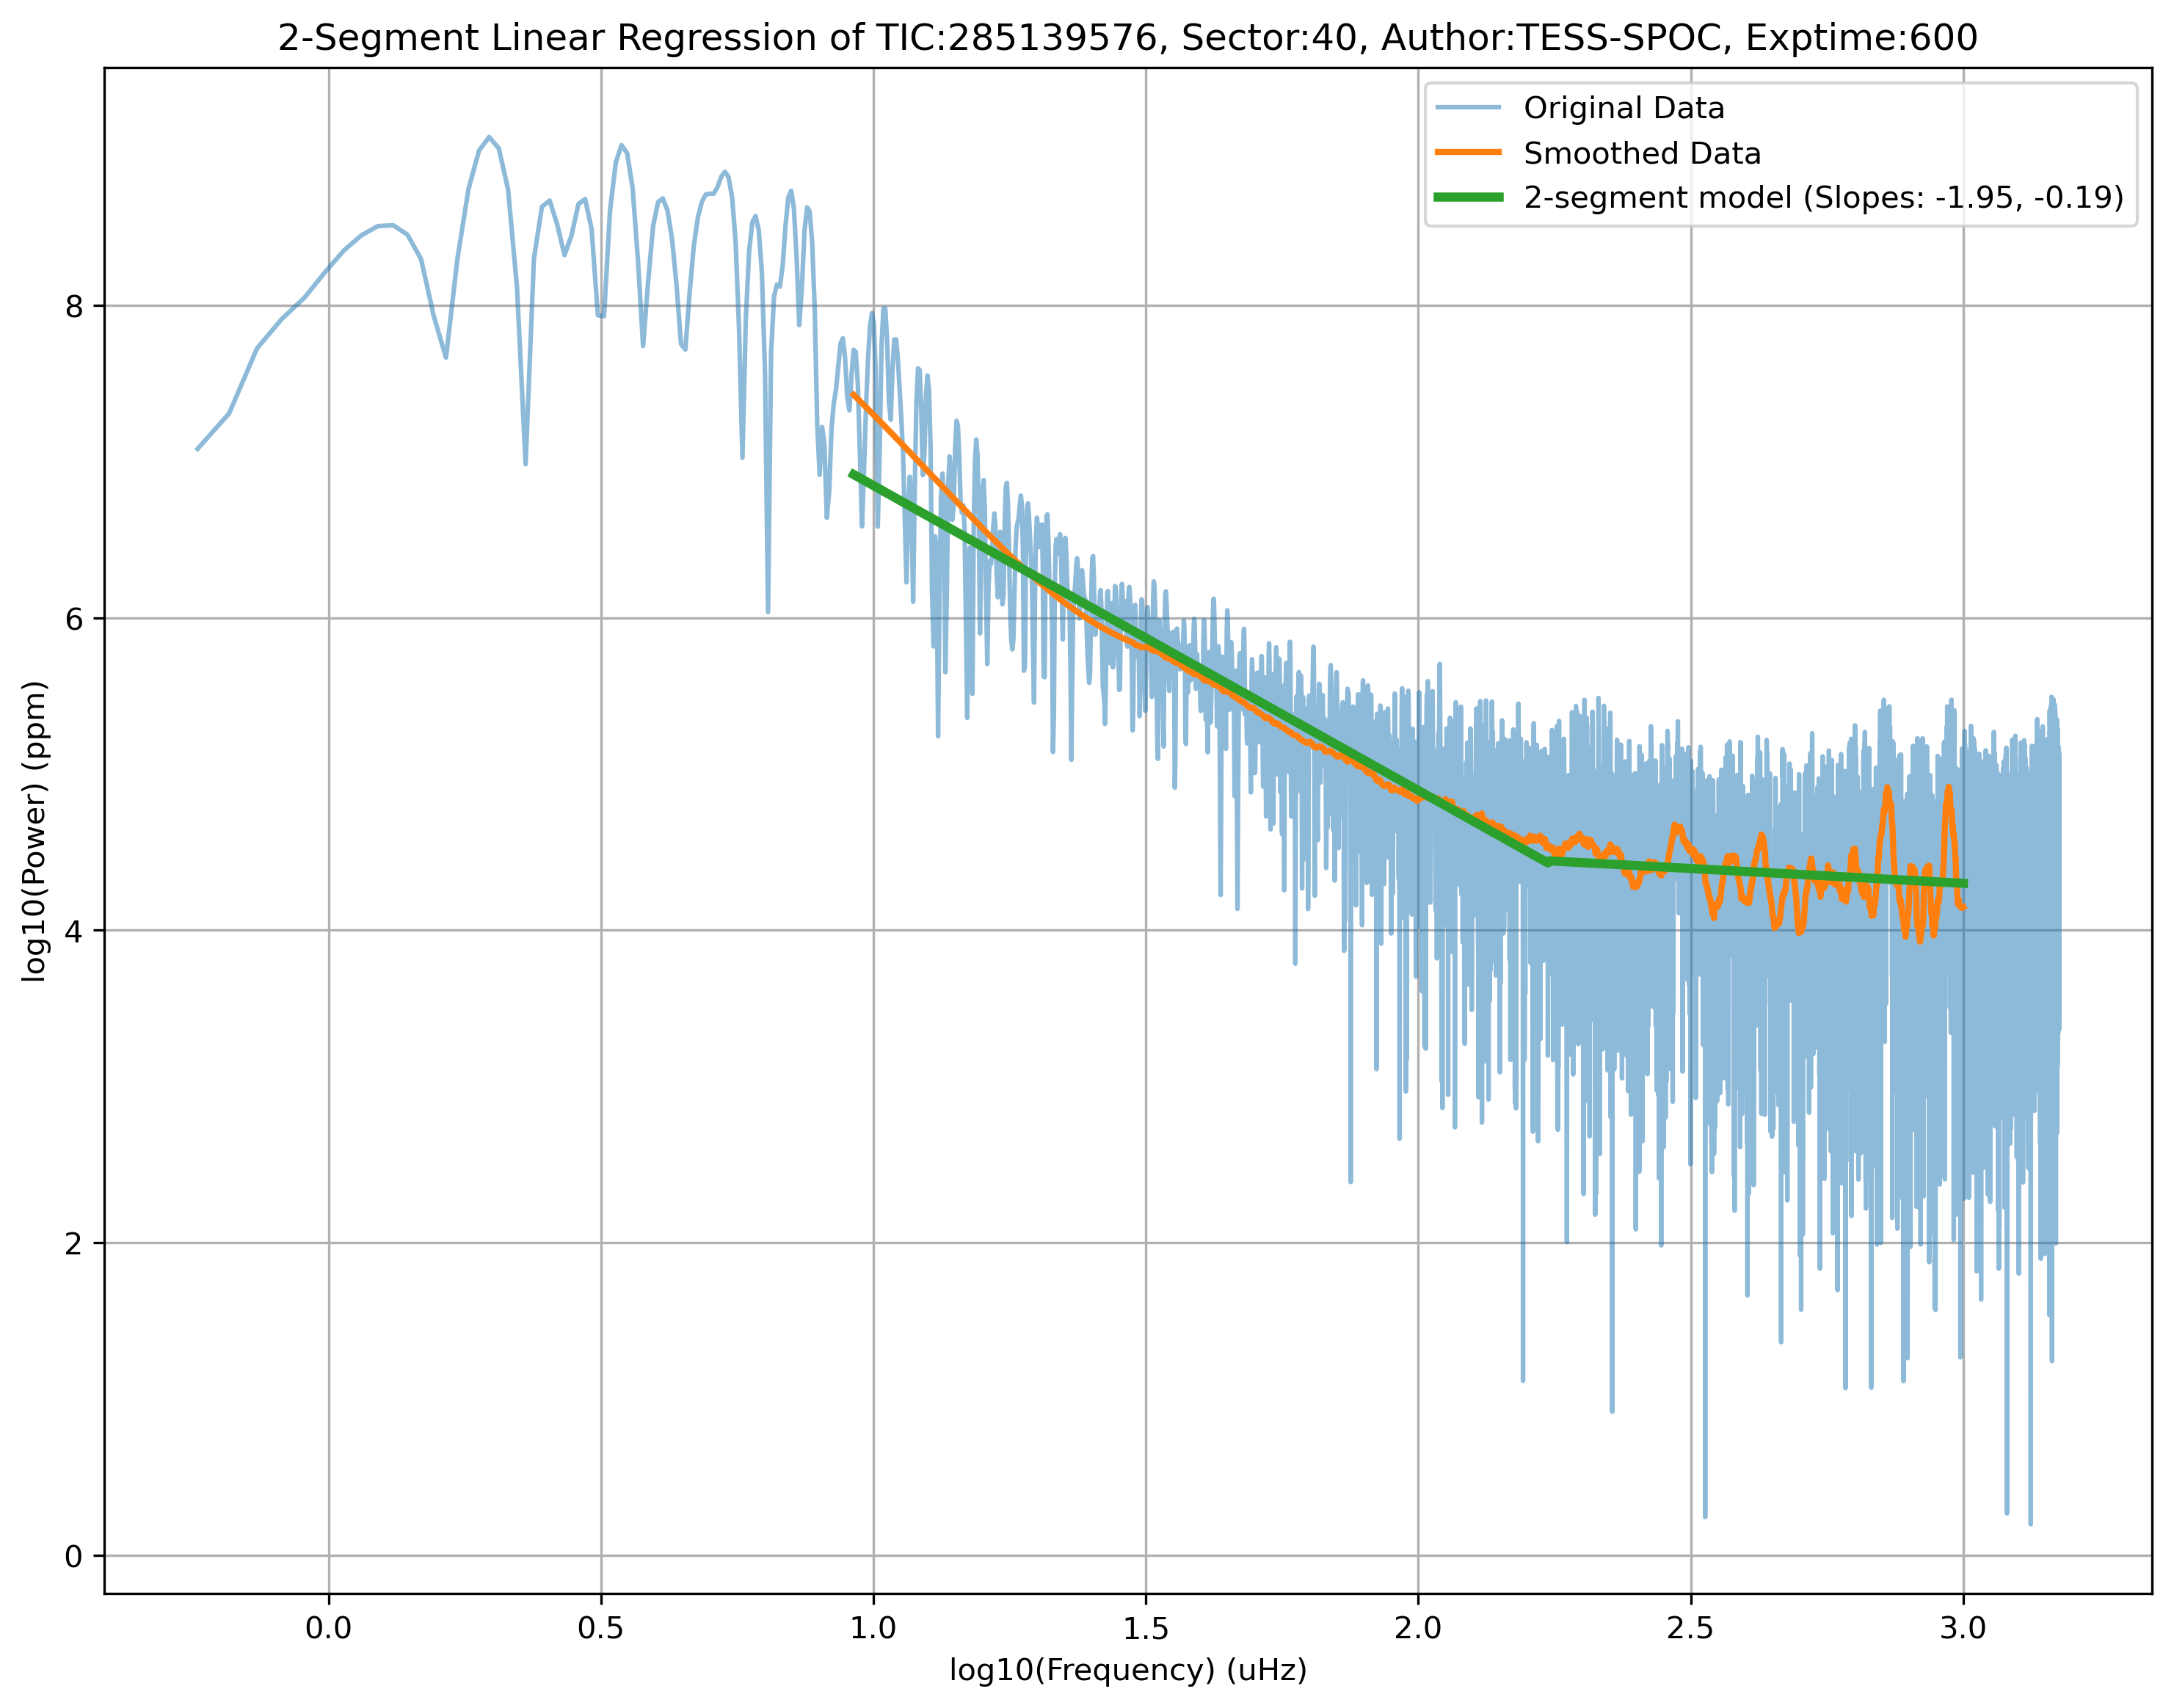 2-Segment Linear Regression of TIC:285139576, Sector:40, Author:TESS-SPOC, Exptime:600
Original Data
Smoothed Data
2-segment model (Slopes: -1.95, -0.19)
log10(Power) (ppm)
8
6
4
2
0
0.0 0.5 1.0 1.5 2.0 2.5 3.0
log10(Frequency) (uHz)